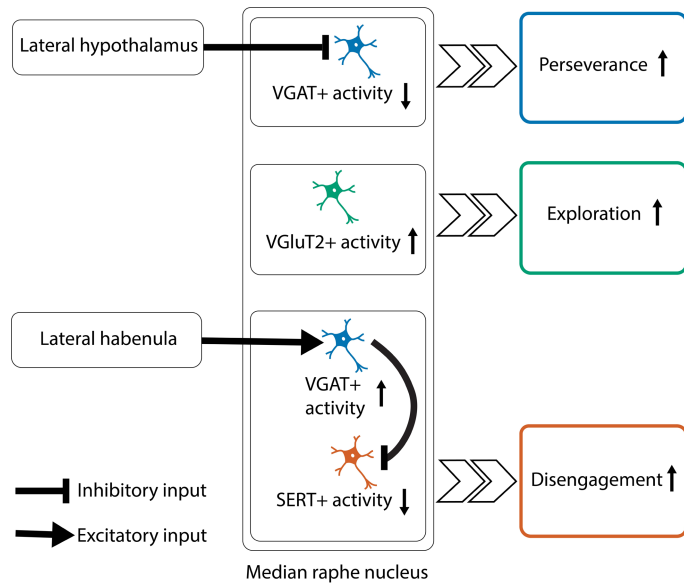 Lateral hypothalamus
VGAT+ activity
Perseverance
VGluT2+ activity
Exploration
Lateral habenula
VGAT+
activity
SERT+ activity
Disengagement
Inhibitory input
Excitatory input
Median raphe nucleus